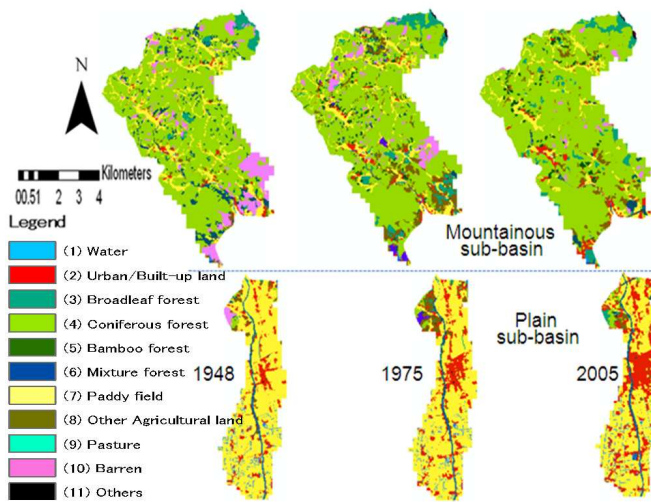 N
Kilometers
00.51 2 3 4
Legend
(1) Water
(2) Urban/Built-up land
(3) Broadleaf forest
(4) Coniferous forest
(5) Bamboo forest
(6) Mixture forest
(7) Paddy field
(8) Other Agricultural land
(9) Pasture
(10) Barren
(11) Others
Mountainous
sub-basin
Plain
sub-basin
1948
1975
2005